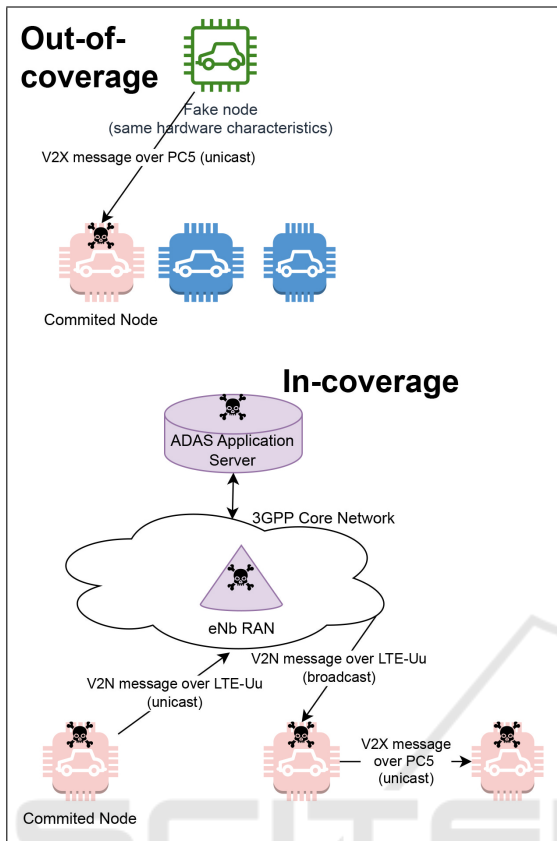 Out-of-
coverage
Fake node
(same hardware characteristics)
V2X message over PC5 (unicast)
Commited Node
In-coverage
ADAS Application
Server
3GPP Core Network
eNb RAN
V2N message over LTE-Uu
(broadcast)
V2N message over LTE-Uu
(unicast)
V2X message
over PC5
(unicast)
Commited Node